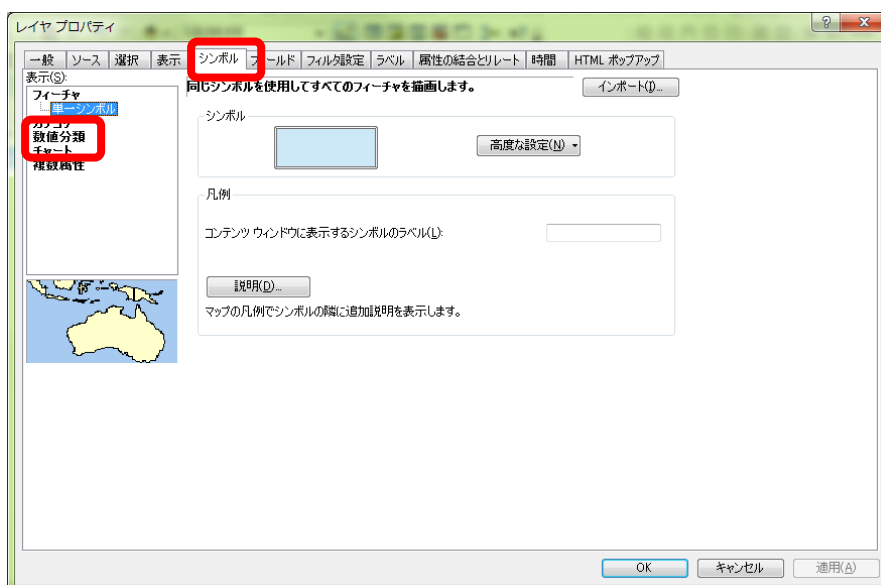 レイヤ プロパティ
一般 ソース 選択 表示 シンボル フィールド フィルタ設定 ラベル 属性の結合とリレート 時間 HTML ポップアップ
表示(S):
フィーチャ
単一シンボル
カテゴリ
数値分類
チャート
複数属性
同じシンボルを使用してすべてのフィーチャを描画します。
インポート(I)...
シンボル
高度な設定(N)
凡例
コンテンツ ウィンドウに表示するシンボルのラベル(L):
説明(D)...
マップの凡例でシンボルの隣に追加説明を表示します。
OK キャンセル 適用(A)